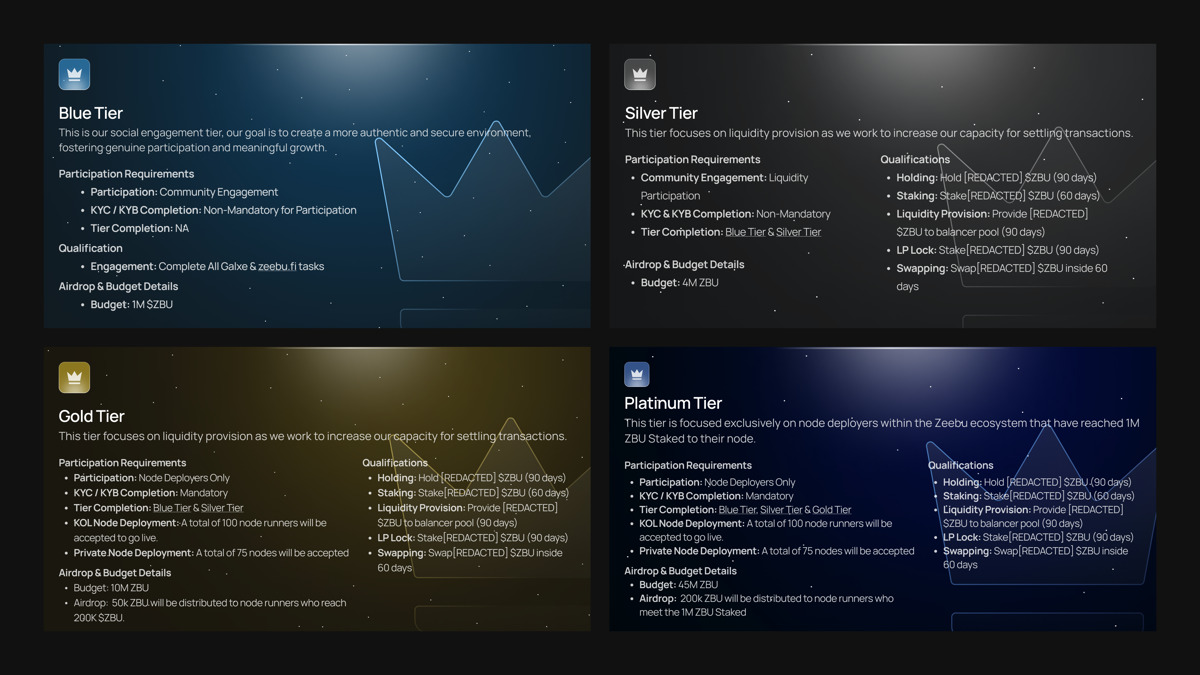 Blue Tier
This is our social engagement tier, our goal is to create a more authentic and secure environment,
fostering genuine participation and meaningful growth.
Participation Requirements
• Participation: Community Engagement
• KYC / KYB Completion: Non-Mandatory for Participation
• Tier Completion: NA
Qualification
• Engagement: Complete All Galxe & zeebu.fi tasks
Airdrop & Budget Details
• Budget: 1M $ZBU
Silver Tier
This tier focuses on liquidity provision as we work to increase our capacity for settling transactions.
Participation Requirements
• Community Engagement: Liquidity
Participation
• KYC & KYB Completion: Non-Mandatory
• Tier Completion: Blue Tier & Silver Tier
Airdrop & Budget Details
• Budget: 4M ZBU
Qualifications
• Holding: Hold [REDACTED] $ZBU (90 days)
• Staking: Stake[REDACTED] $ZBU (60 days)
• Liquidity Provision: Provide [REDACTED]
$ZBU to balancer pool (90 days)
• LP Lock: Stake[REDACTED] $ZBU (90 days)
• Swapping: Swap[REDACTED] $ZBU inside 60
days
Gold Tier
This tier focuses on liquidity provision as we work to increase our capacity for settling transactions.
Participation Requirements
• Participation: Node Deployers Only
• KYC / KYB Completion: Mandatory
• Tier Completion: Blue Tier & Silver Tier
• KOL Node Deployment: A total of 100 node runners will be
accepted to go live.
• Private Node Deployment: A total of 75 nodes will be accepted
Airdrop & Budget Details
• Budget: 10M ZBU
• Airdrop: 50k ZBU will be distributed to node runners who reach
200K $ZBU.
Qualifications
• Holding: Hold [REDACTED] $ZBU (90 days)
• Staking: Stake[REDACTED] $ZBU (60 days)
• Liquidity Provision: Provide [REDACTED]
$ZBU to balancer pool (90 days)
• LP Lock: Stake[REDACTED] $ZBU (90 days)
• Swapping: Swap[REDACTED] $ZBU inside
60 days
Platinum Tier
This tier is focused exclusively on node deployers within the Zeebu ecosystem that have reached 1M
ZBU Staked to their node.
Participation Requirements
• Participation: Node Deployers Only
• KYC / KYB Completion: Mandatory
• Tier Completion: Blue Tier, Silver Tier & Gold Tier
• KOL Node Deployment: A total of 100 node runners will be
accepted to go live.
• Private Node Deployment: A total of 75 nodes will be accepted
Airdrop & Budget Details
• Budget: 45M ZBU
• Airdrop: 200k ZBU will be distributed to node runners who
meet the 1M ZBU Staked
Qualifications
• Holding: Hold [REDACTED] $ZBU (90 days)
• Staking: Stake[REDACTED] $ZBU (60 days)
• Liquidity Provision: Provide [REDACTED]
$ZBU to balancer pool (90 days)
• LP Lock: Stake[REDACTED] $ZBU (90 days)
• Swapping: Swap[REDACTED] $ZBU inside
60 days